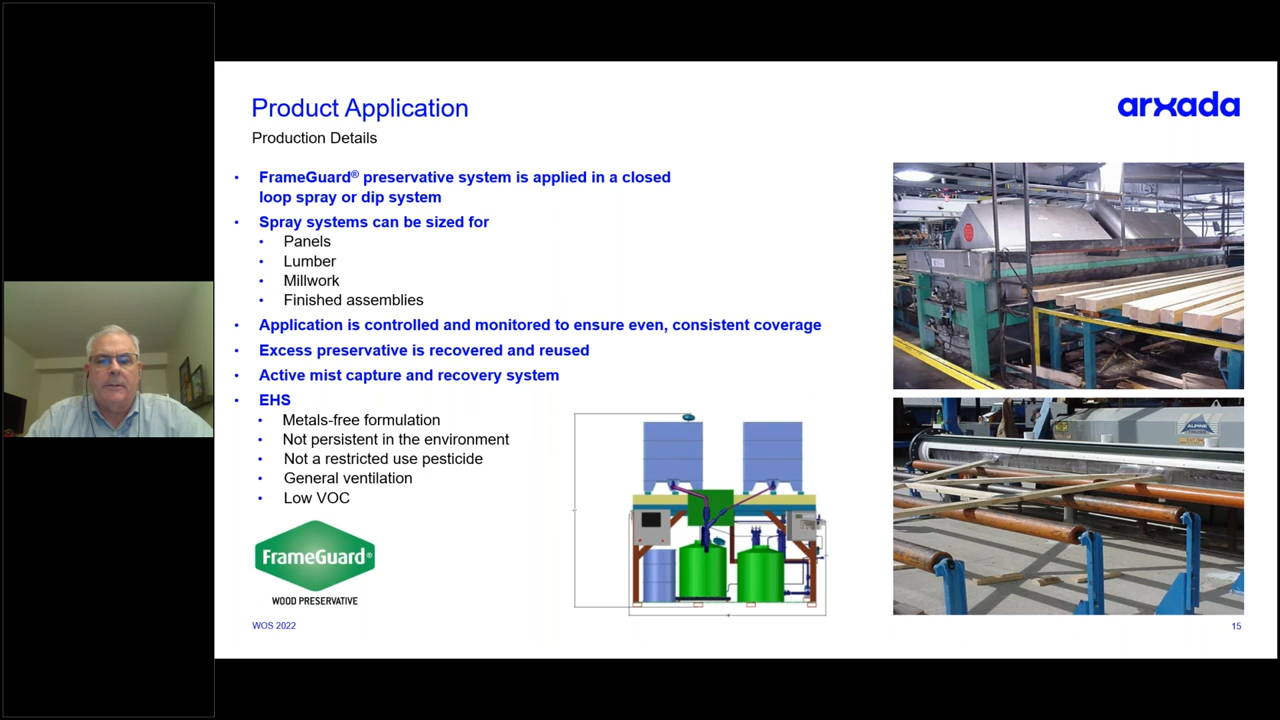 Product Application
arxada
Production Details
• FrameGuard® preservative system is applied in a closed
loop spray or dip system
• Spray systems can be sized for
• Panels
• Lumber
• Millwork
• Finished assemblies
• Application is controlled and monitored to ensure even, consistent coverage
• Excess preservative is recovered and reused
• Active mist capture and recovery system
• EHS
• Metals-free formulation
• Not persistent in the environment
• Not a restricted use pesticide
• General ventilation
• Low VOC
ALPINE
FrameGuard®
WOOD PRESERVATIVE
WOS 2022
15